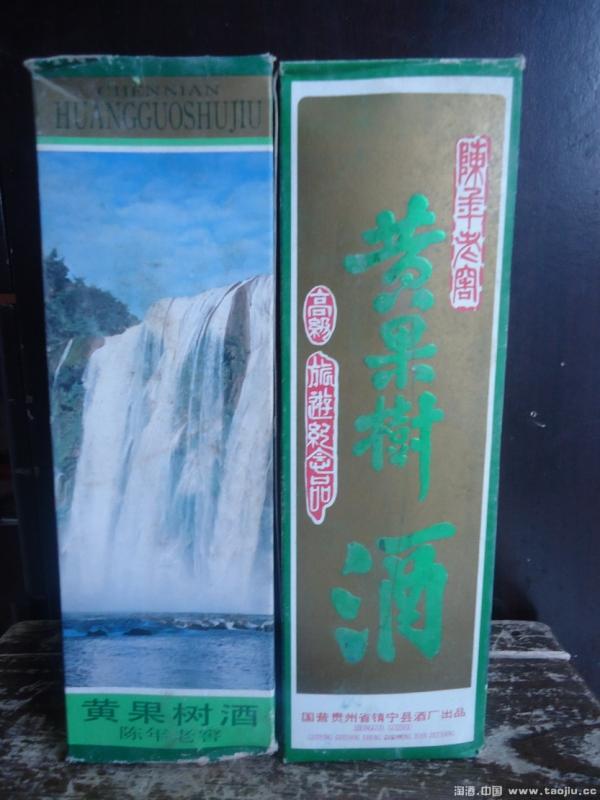 CHENNIAN
HUANGGUOSHUJIU
黄果树酒
陈年老窖
陳年老窖
黄果樹酒
高級
旅遊紀念品
国营贵州省镇宁县酒厂出品
淘酒.中国 www.taojiu.cc